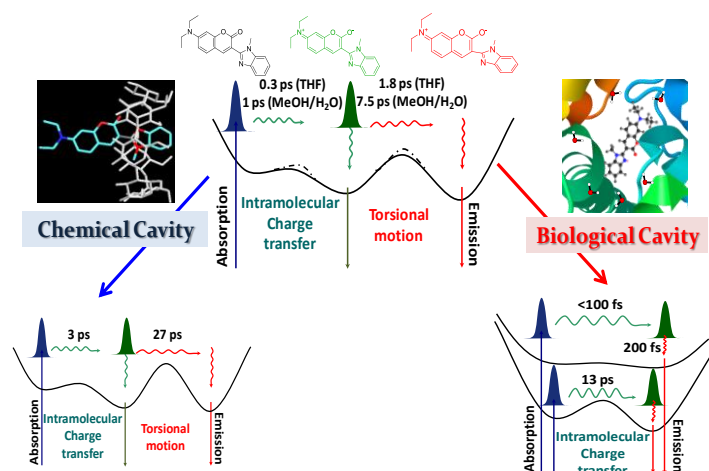 N
O
O
N
N
N⁺
O
O⁻
N
N
N⁺
O
O⁻
N
N
0.3 ps (THF)
1 ps (MeOH/H₂O)
1.8 ps (THF)
7.5 ps (MeOH/H₂O)
Absorption
Intramolecular
Charge
transfer
Torsional
motion
Emission
Chemical Cavity
Biological Cavity
3 ps
27 ps
Absorption
Intramolecular
Charge
transfer
Torsional
motion
Emission
<100 fs
200 fs
13 ps
Absorption
Intramolecular
Charge
Emission